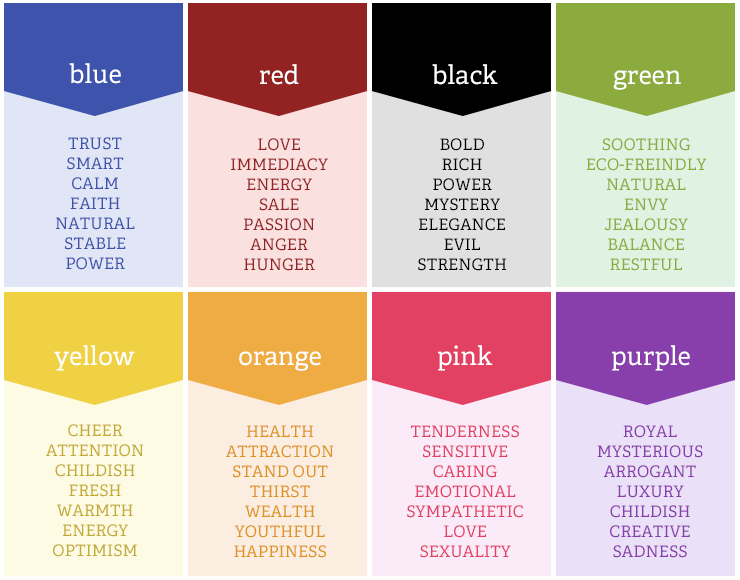 blue
TRUST
SMART
CALM
FAITH
NATURAL
STABLE
POWER
red
LOVE
IMMEDIACY
ENERGY
SALE
PASSION
ANGER
HUNGER
black
BOLD
RICH
POWER
MYSTERY
ELEGANCE
EVIL
STRENGTH
green
SOOTHING
ECO-FREINDLY
NATURAL
ENVY
JEALOUSY
BALANCE
RESTFUL
yellow
CHEER
ATTENTION
CHILDISH
FRESH
WARMTH
ENERGY
OPTIMISM
orange
HEALTH
ATTRACTION
STAND OUT
THIRST
WEALTH
YOUTHFUL
HAPPINESS
pink
TENDERNESS
SENSITIVE
CARING
EMOTIONAL
SYMPATHETIC
LOVE
SEXUALITY
purple
ROYAL
MYSTERIOUS
ARROGANT
LUXURY
CHILDISH
CREATIVE
SADNESS